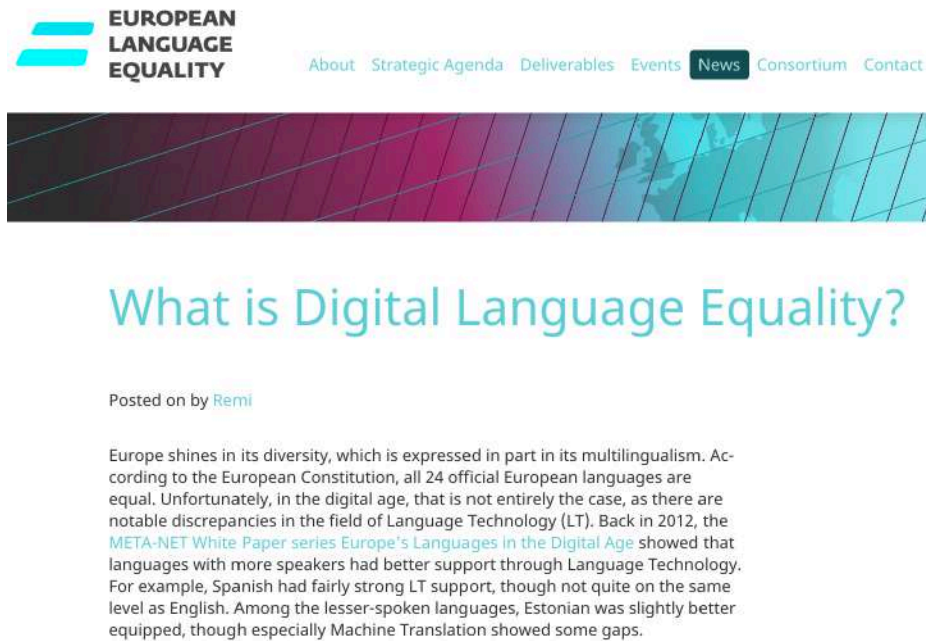 EUROPEAN
LANGUAGE
EQUALITY
About Strategic Agenda Deliverables Events News Consortium Contact
What is Digital Language Equality?
Posted on by Remi
Europe shines in its diversity, which is expressed in part in its multilingualism. Ac-
cording to the European Constitution, all 24 official European languages are
equal. Unfortunately, in the digital age, that is not entirely the case, as there are
notable discrepancies in the field of Language Technology (LT). Back in 2012, the
META-NET White Paper series Europe's Languages in the Digital Age showed that
languages with more speakers had better support through Language Technology.
For example, Spanish had fairly strong LT support, though not quite on the same
level as English. Among the lesser-spoken languages, Estonian was slightly better
equipped, though especially Machine Translation showed some gaps.